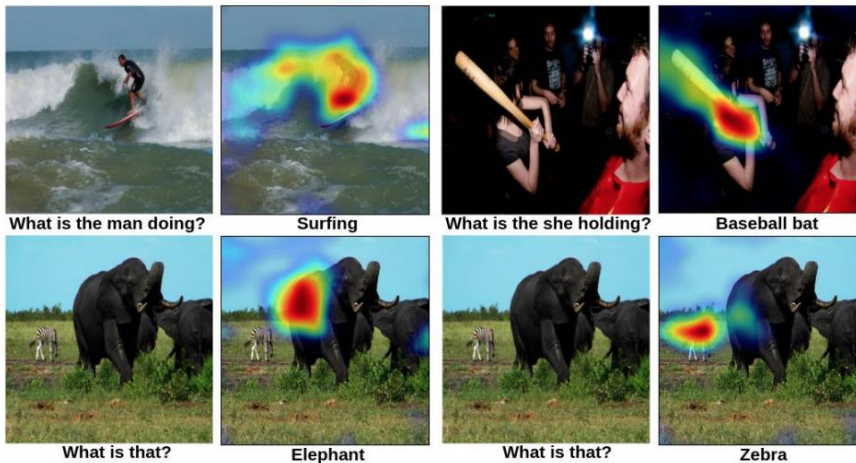 What is the man doing?
Surfing
What is the she holding?
Baseball bat
What is that?
Elephant
What is that?
Zebra